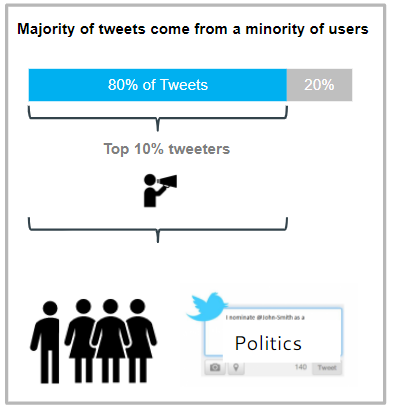 Majority of tweets come from a minority of users
80% of Tweets 20%
Top 10% tweeters
I nominate @John-Smith as a
Politics
140 Tweet